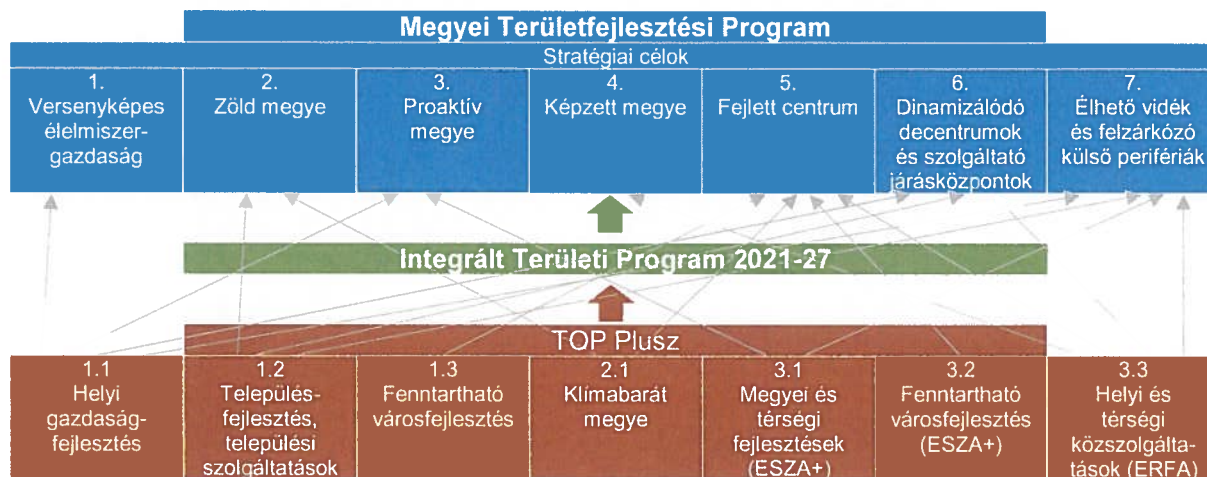 Megyei Területfejlesztési Program
Stratégiai célok
1.
Versenyképes
élelmiszer-
gazdaság
2.
Zöld megye
3.
Proaktív
megye
4.
Képzett megye
5.
Fejlett centrum
6.
Dinamizálódó
decentrumok
és szolgáltató
járásközpontok
7.
Élhető vidék
és felzárkózó
külső perifériák
Integrált Területi Program 2021-27
TOP Plusz
1.1
Helyi
gazdaság-
fejlesztés
1.2
Település-
fejlesztés,
települési
szolgáltatások
1.3
Fenntartható
városfejlesztés
2.1
Klímabarát
megye
3.1
Megyei és
térségi
fejlesztések
(ESZA+)
3.2
Fenntartható
városfejlesztés
(ESZA+)
3.3
Helyi és
térségi
közszolgálta-
tások (ERFA)